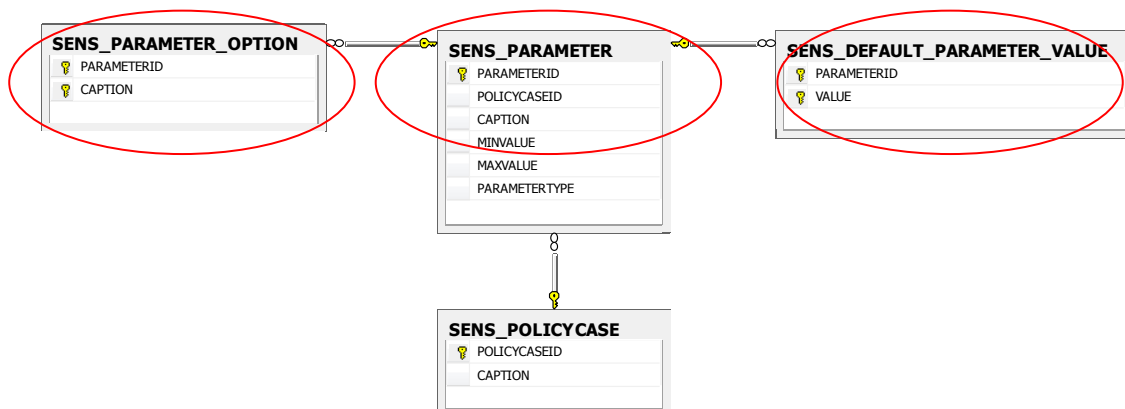 SENS_PARAMETER_OPTION
PARAMETERID
CAPTION
SENS_PARAMETER
PARAMETERID
POLICYCASEID
CAPTION
MINVALUE
MAXVALUE
PARAMETERTYPE
SENS_DEFAULT_PARAMETER_VALUE
PARAMETERID
VALUE
SENS_POLICYCASE
POLICYCASEID
CAPTION